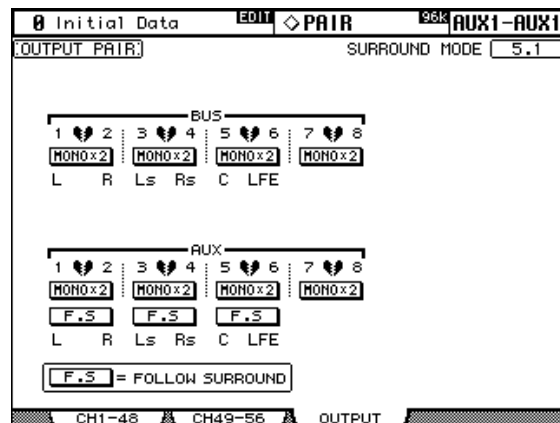 0 Initial Data EDIT ◇PAIR 96k AUX1-AUX1
OUTPUT PAIR SURROUND MODE 5.1
BUS
1 2 3 4 5 6 7 8
MONO×2 MONO×2 MONO×2 MONO×2
L R Ls Rs C LFE
AUX
1 2 3 4 5 6 7 8
MONO×2 MONO×2 MONO×2 MONO×2
F.S F.S F.S
L R Ls Rs C LFE
F.S = FOLLOW SURROUND
CH1-48 CH49-56 OUTPUT